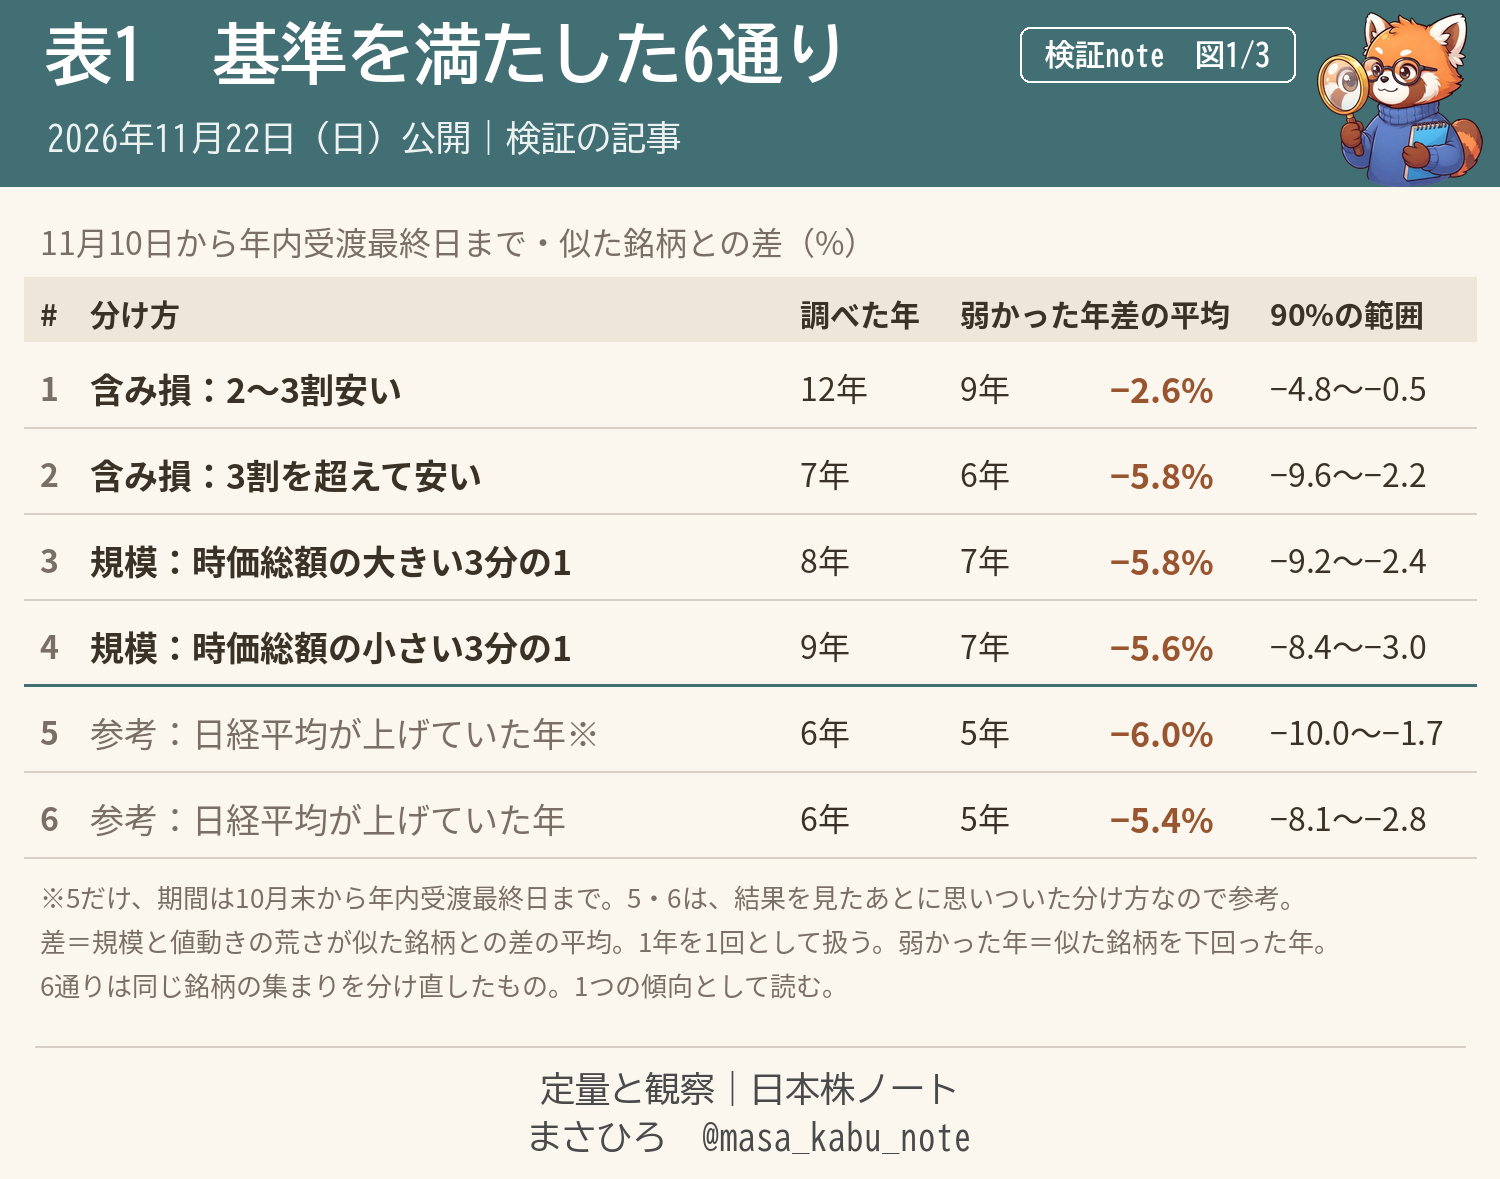 表1　基準を満たした6通り
検証note　図1/3
2026年11月22日（日）公開｜検証の記事
11月10日から年内受渡最終日まで・似た銘柄との差（%）
# 分け方 調べた年 弱かった年 差の平均 90%の範囲
1 含み損：2〜3割安い 12年 9年 −2.6% −4.8〜−0.5
2 含み損：3割を超えて安い 7年 6年 −5.8% −9.6〜−2.2
3 規模：時価総額の大きい3分の1 8年 7年 −5.8% −9.2〜−2.4
4 規模：時価総額の小さい3分の1 9年 7年 −5.6% −8.4〜−3.0
5 参考：日経平均が上げていた年※ 6年 5年 −6.0% −10.0〜−1.7
6 参考：日経平均が上げていた年 6年 5年 −5.4% −8.1〜−2.8
※5だけ、期間は10月末から年内受渡最終日まで。5・6は、結果を見たあとに思いついた分け方なので参考。
差＝規模と値動きの荒さが似た銘柄との差の平均。1年を1回として扱う。弱かった年＝似た銘柄を下回った年。
6通りは同じ銘柄の集まりを分け直したもの。1つの傾向として読む。
定量と観察｜日本株ノート
まさひろ　@masa_kabu_note